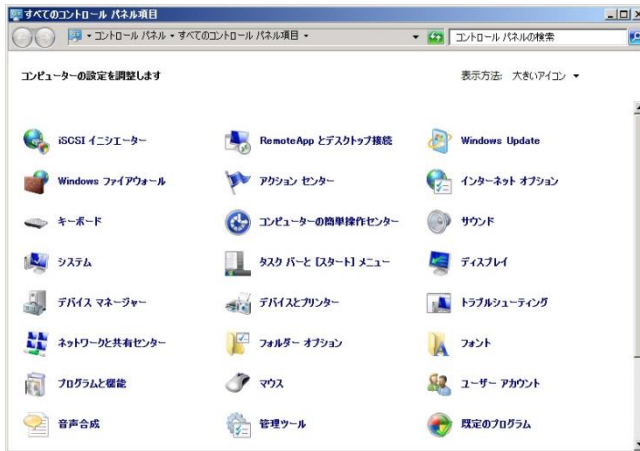 すべてのコントロール パネル項目
コントロール パネル すべてのコントロール パネル項目
コントロール パネルの検索
コンピューターの設定を調整します
表示方法: 大きいアイコン
iSCSI イニシエーター
RemoteApp とデスクトップ接続
Windows Update
Windows ファイアウォール
アクション センター
インターネット オプション
キーボード
コンピューターの簡単操作センター
サウンド
システム
タスク バーと [スタート] メニュー
ディスプレイ
デバイス マネージャー
デバイスとプリンター
トラブルシューティング
ネットワークと共有センター
フォルダー オプション
フォント
プログラムと機能
マウス
ユーザー アカウント
音声合成
管理ツール
既定のプログラム